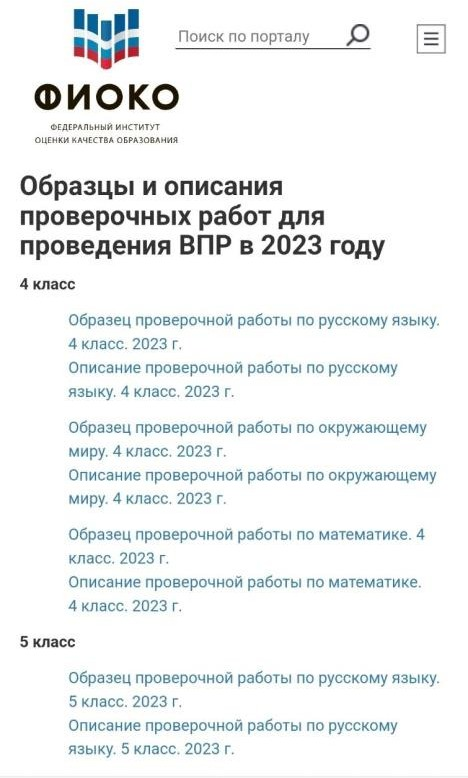 Поиск по порталу
ФИОКО
ФЕДЕРАЛЬНЫЙ ИНСТИТУТ
ОЦЕНКИ КАЧЕСТВА ОБРАЗОВАНИЯ
Образцы и описания
проверочных работ для
проведения ВПР в 2023 году
4 класс
Образец проверочной работы по русскому языку.
4 класс. 2023 г.
Описание проверочной работы по русскому
языку. 4 класс. 2023 г.
Образец проверочной работы по окружающему
миру. 4 класс. 2023 г.
Описание проверочной работы по окружающему
миру. 4 класс. 2023 г.
Образец проверочной работы по математике. 4
класс. 2023 г.
Описание проверочной работы по математике.
4 класс. 2023 г.
5 класс
Образец проверочной работы по русскому языку.
5 класс. 2023 г.
Описание проверочной работы по русскому
языку. 5 класс. 2023 г.